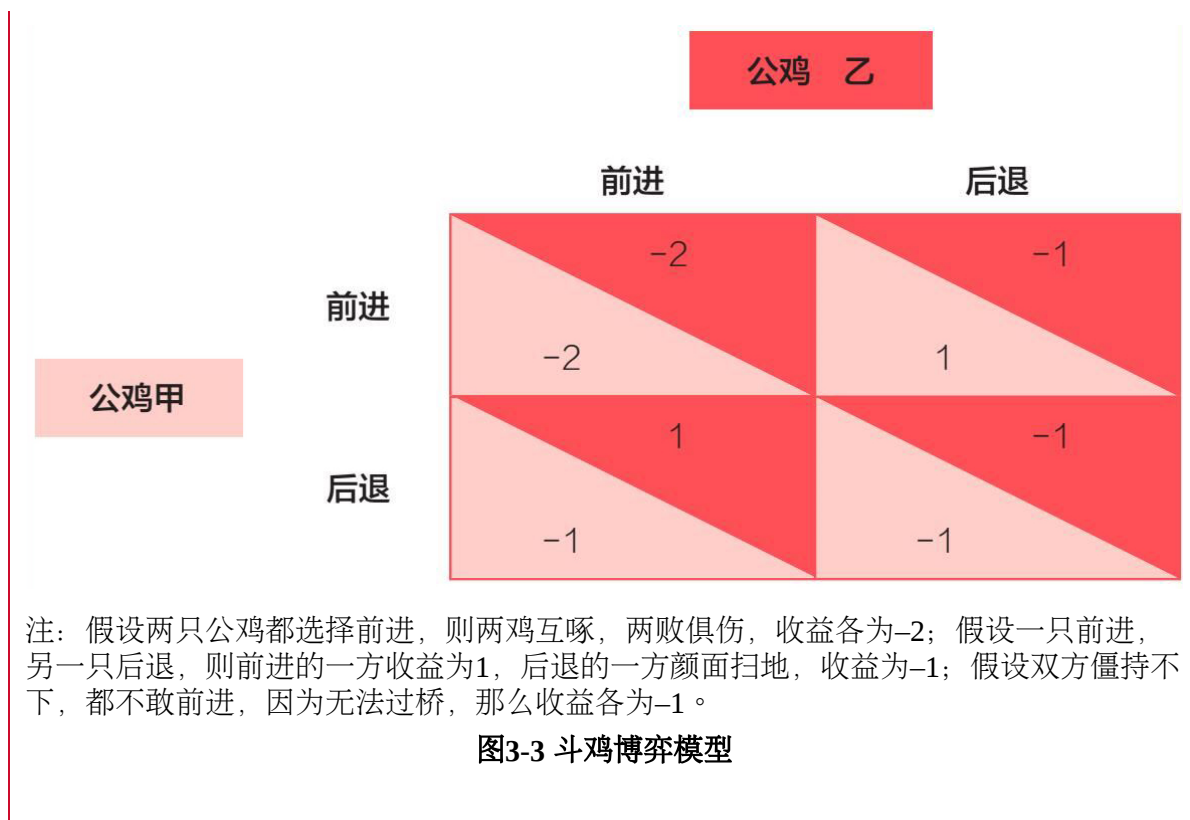 公鸡 乙
前进 后退
前进
-2 -1
-2 1
公鸡甲
后退
1 -1
-1 -1
注：假设两只公鸡都选择前进，则两鸡互啄，两败俱伤，收益各为–2；假设一只前进，
另一只后退，则前进的一方收益为1，后退的一方颜面扫地，收益为–1；假设双方僵持不
下，都不敢前进，因为无法过桥，那么收益各为–1。
图3-3 斗鸡博弈模型